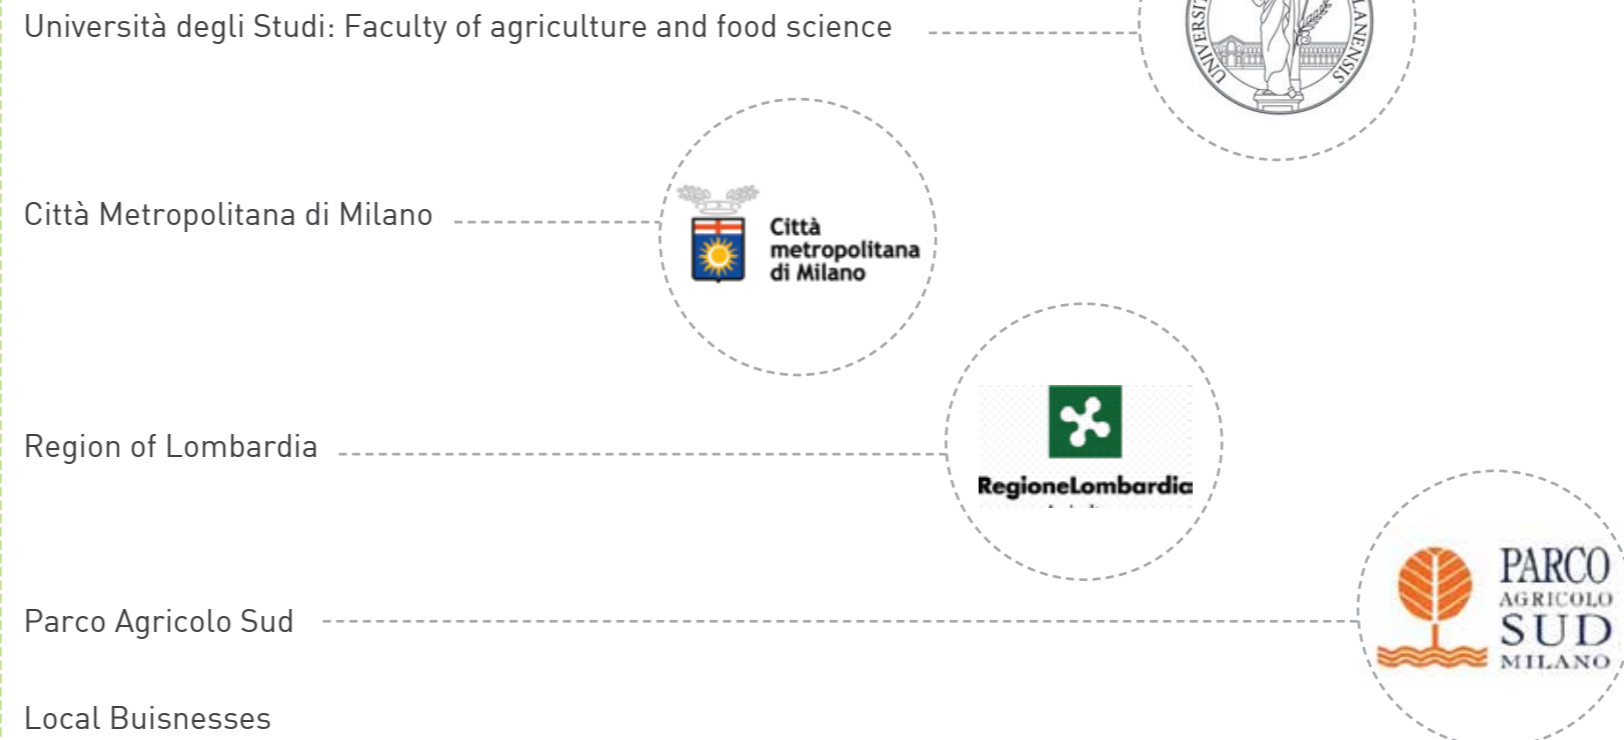 Università degli Studi: Faculty of agriculture and food science
UNIVERSIT
LANENSIS
Città Metropolitana di Milano
Città
metropolitana
di Milano
Region of Lombardia
RegioneLombardia
Parco Agricolo Sud
PARCO
AGRICOLO
SUD
MILANO
Local Buisnesses